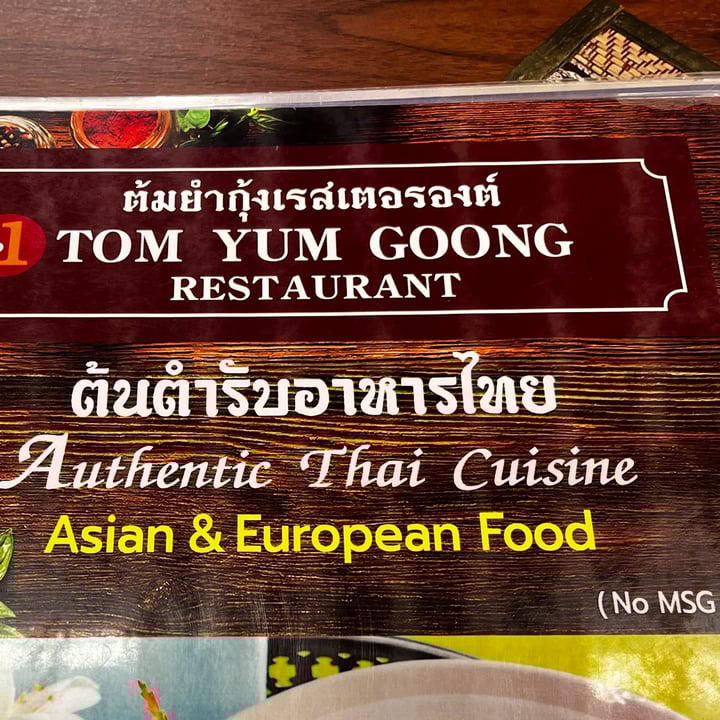 ต้มยำกุ้งเรสเตอรองต์
1 TOM YUM GOONG
RESTAURANT
ต้นตำรับอาหารไทย
Authentic Thai Cuisine
Asian & European Food
(No MSG